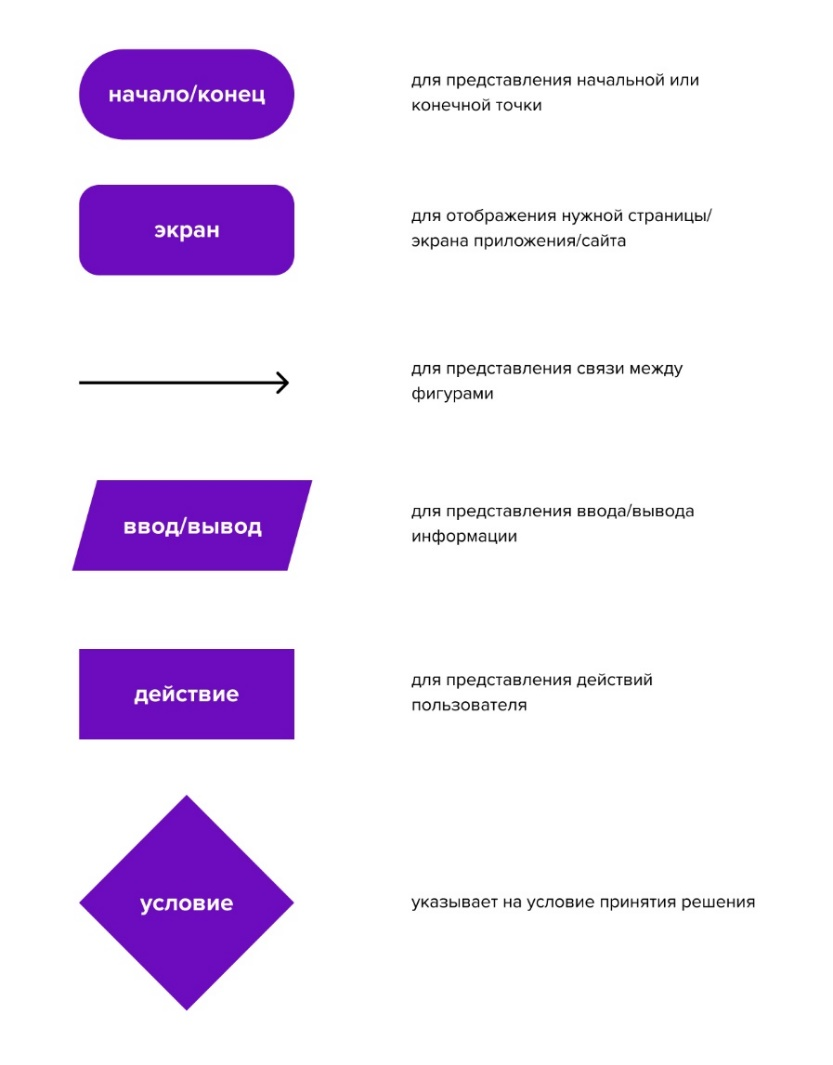 начало/конец
для представления начальной или
конечной точки
экран
для отображения нужной страницы/
экрана приложения/сайта
для представления связи между
фигурами
ввод/вывод
для представления ввода/вывода
информации
действие
для представления действий
пользователя
условие
указывает на условие принятия решения